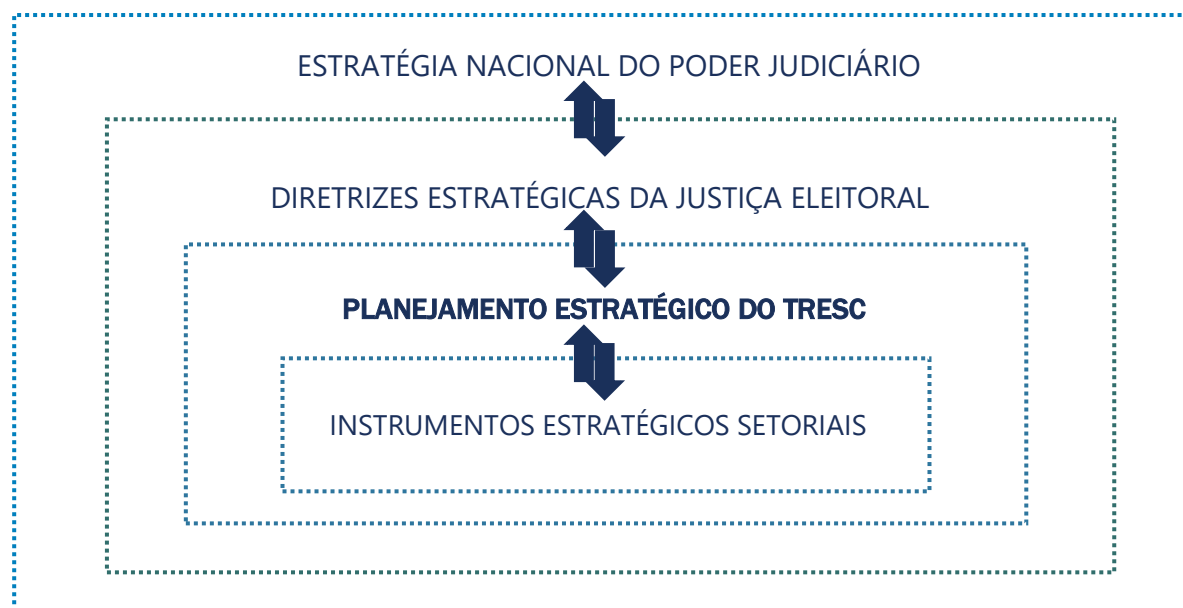 ESTRATÉGIA NACIONAL DO PODER JUDICIÁRIO
DIRETRIZES ESTRATÉGICAS DA JUSTIÇA ELEITORAL
PLANEJAMENTO ESTRATÉGICO DO TRESC
INSTRUMENTOS ESTRATÉGICOS SETORIAIS